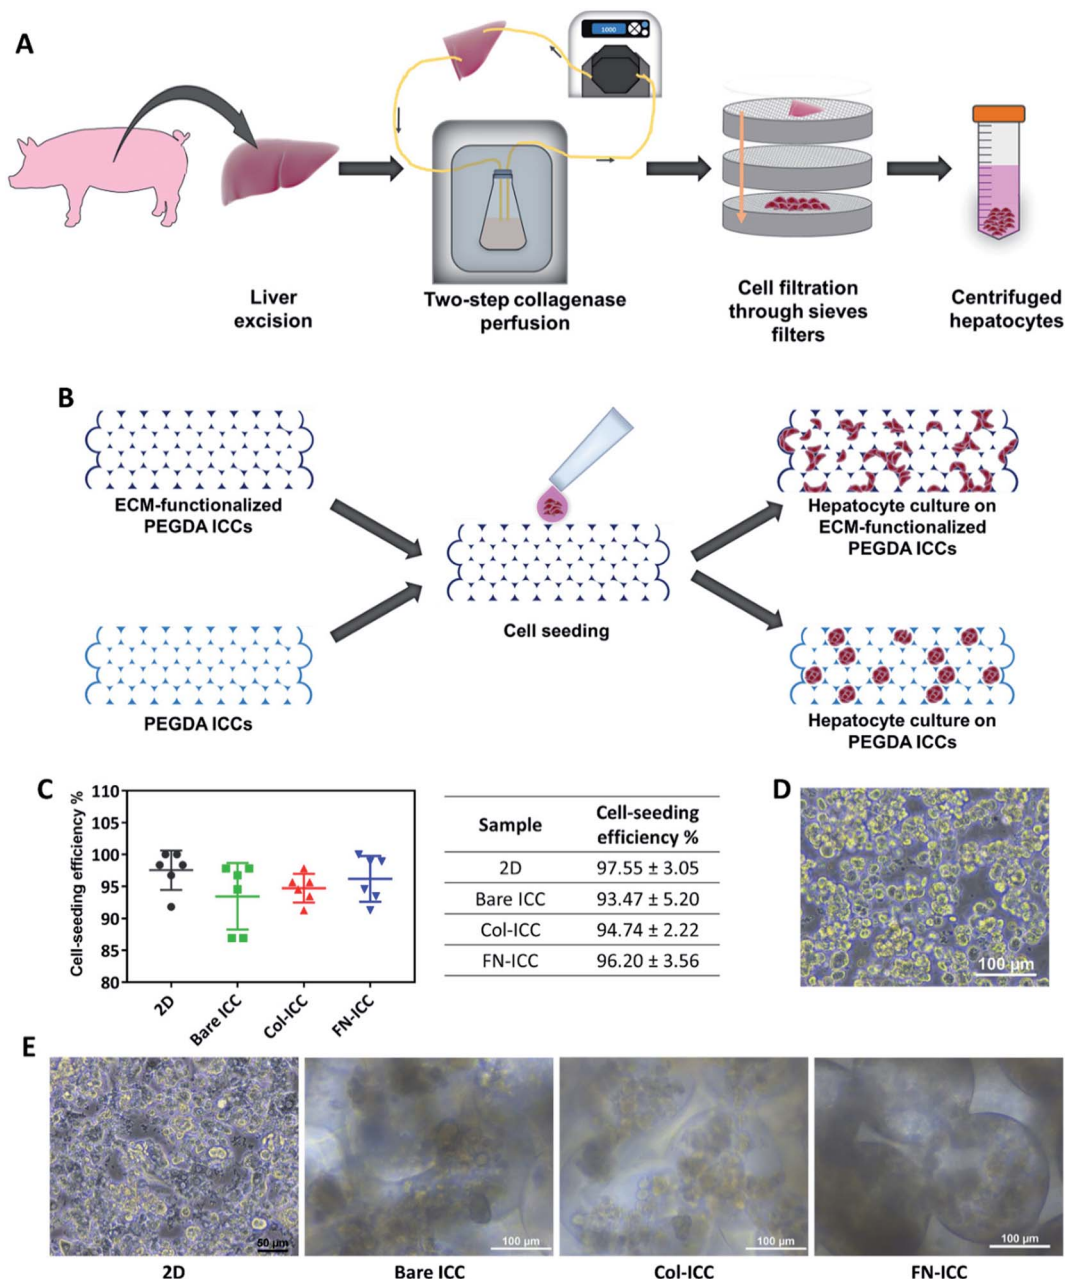 A
1000
Liver
excision
Two-step collagenase
perfusion
Cell filtration
through sieves
filters
Centrifuged
hepatocytes
B
ECM-functionalized
PEGDA ICCs
PEGDA ICCs
Cell seeding
Hepatocyte culture on
ECM-functionalized
PEGDA ICCs
Hepatocyte culture on
PEGDA ICCs
C
Cell-seeding efficiency %
110
105
100
95
90
85
80
2D
Bare ICC
Col-ICC
FN-ICC
Sample Cell-seeding efficiency %
2D 97.55 ± 3.05
Bare ICC 93.47 ± 5.20
Col-ICC 94.74 ± 2.22
FN-ICC 96.20 ± 3.56
D
100 µm
E
50 µm
100 µm
100 µm
100 µm
2D
Bare ICC
Col-ICC
FN-ICC